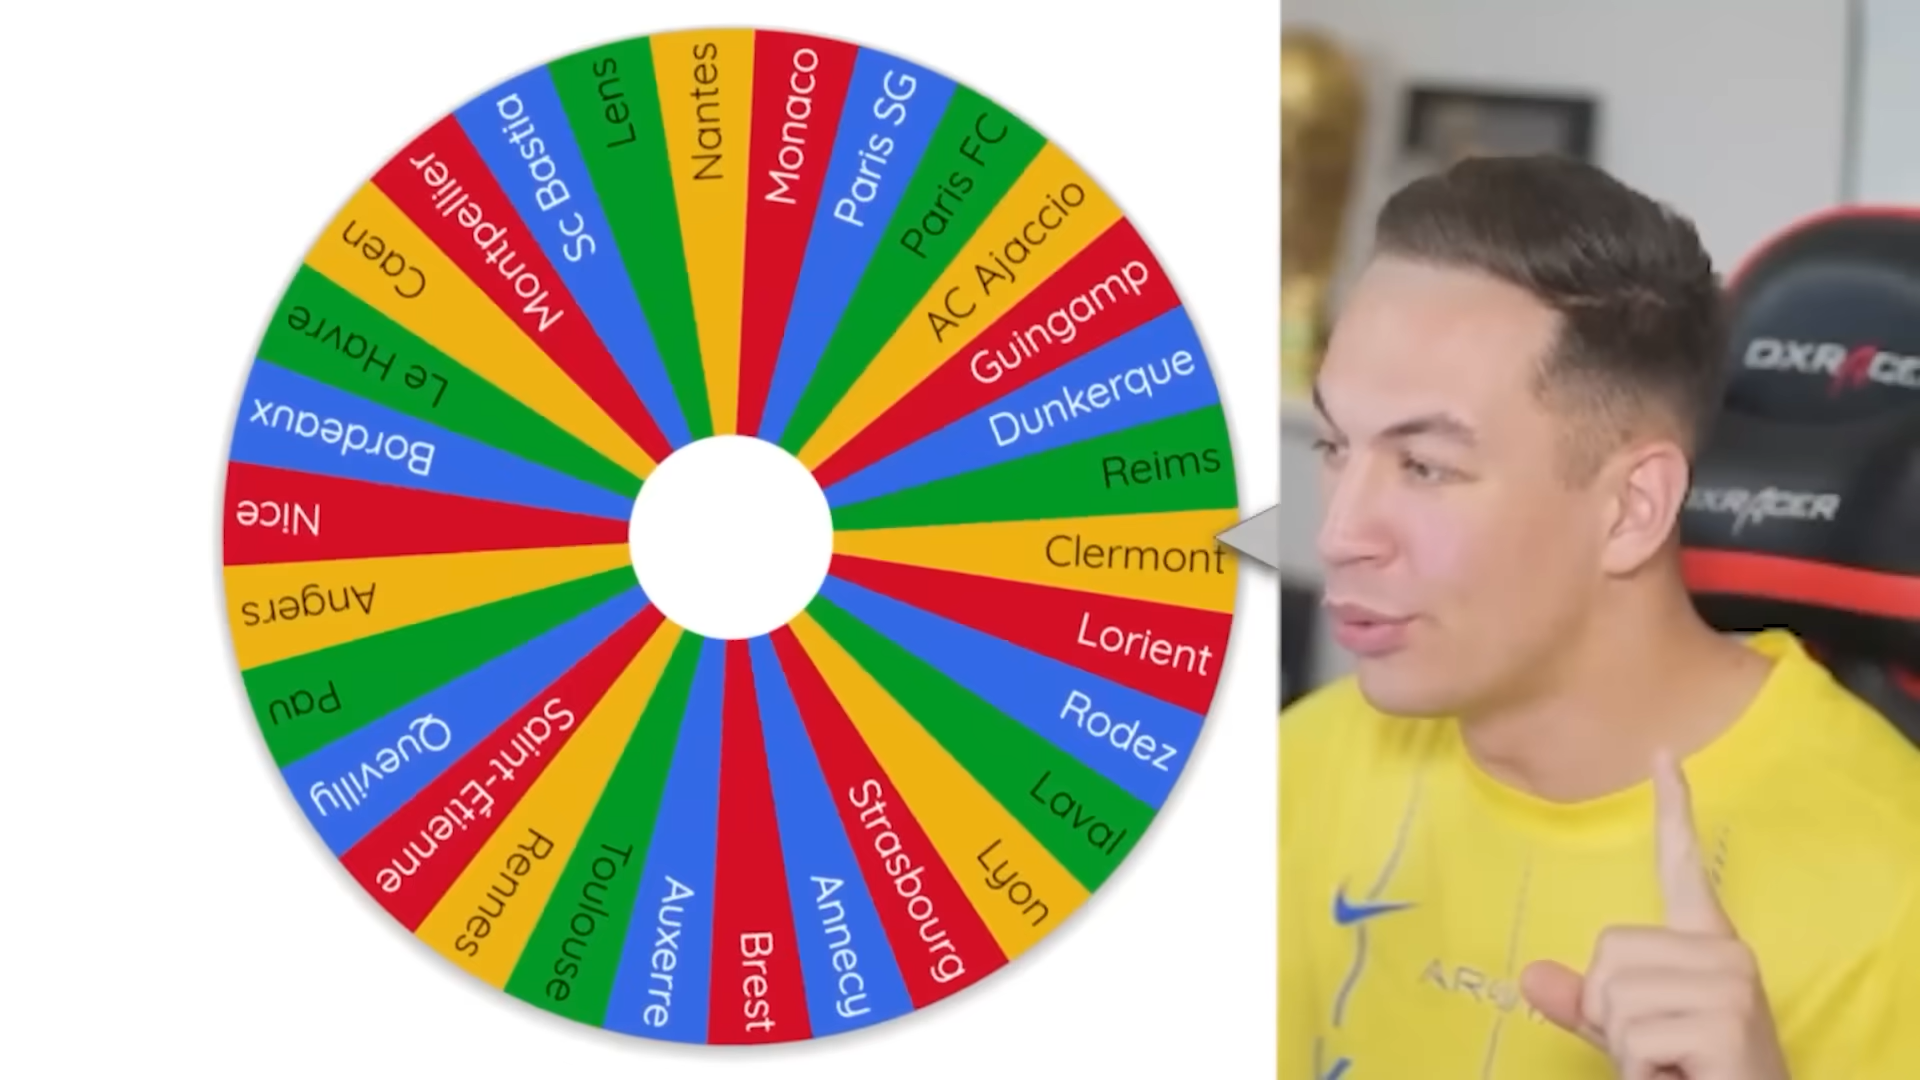 Nantes
Monaco
Paris SG
Paris FC
AC Ajaccio
Guingamp
Dunkerque
Reims
Clermont
Lorient
Rodez
Laval
Lyon
Strasbourg
Annecy
Brest
Auxerre
Toulouse
Rennes
Saint-Étienne
Quevilly
Pau
Angers
Nice
Bordeaux
Le Havre
Caen
Montpellier
Sc Bastia
Lens
DXRACE
DXRACER